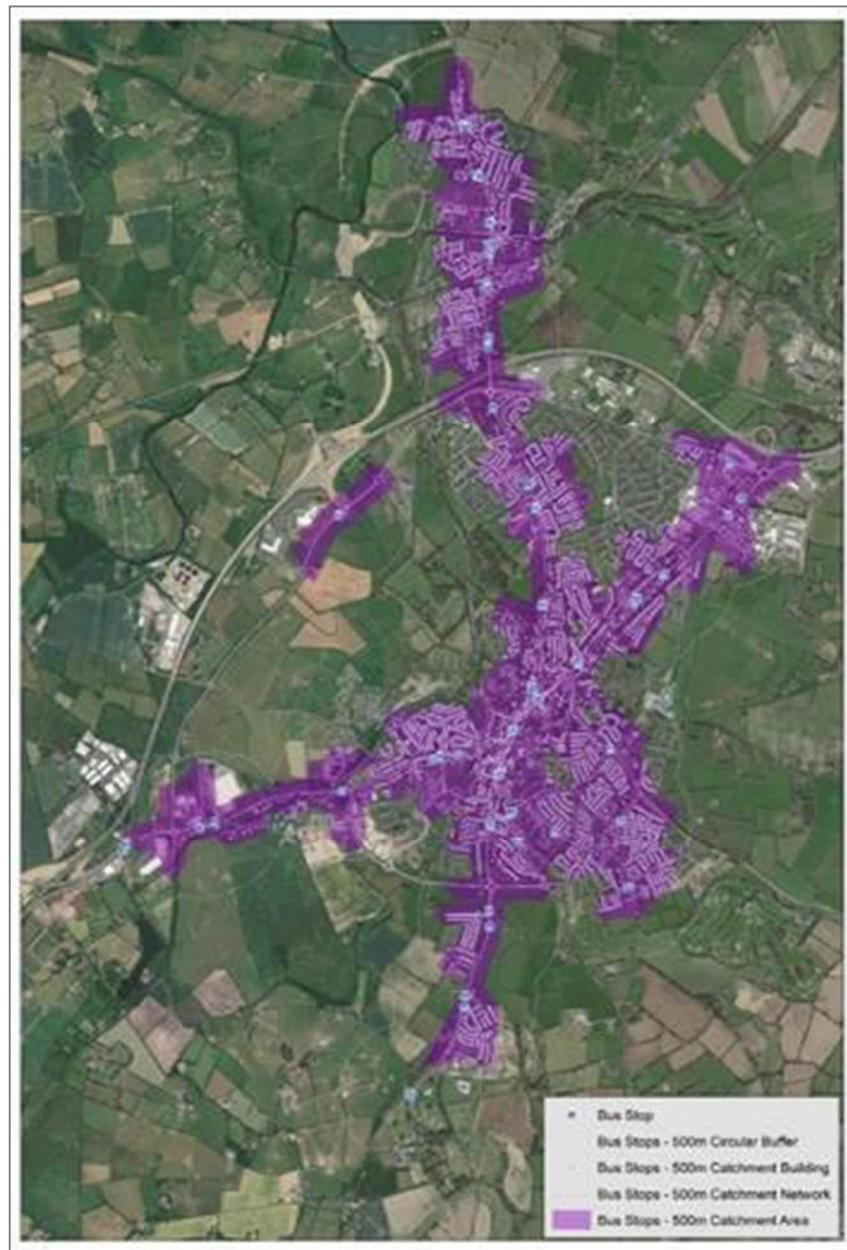 Bus Stop
Bus Stops - 500m Circular Buffer
Bus Stops - 500m Catchment Building
Bus Stops - 500m Catchment Network
Bus Stops - 500m Catchment Area